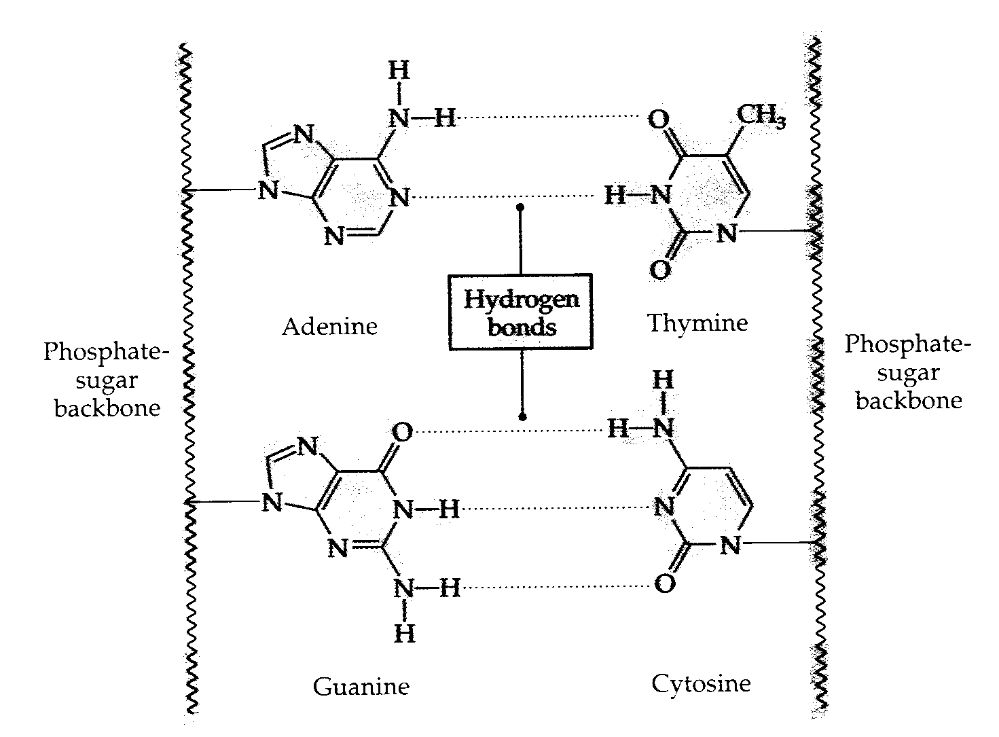 H
N—H
O
CH₃
N
N
N
H—N
N
N
O
Hydrogen
bonds
Adenine
Thymine
Phosphate-
sugar
backbone
Phosphate-
sugar
backbone
H
O
H—N
N
N
N—H
N
N
N
N—H
O
H
Guanine
Cytosine